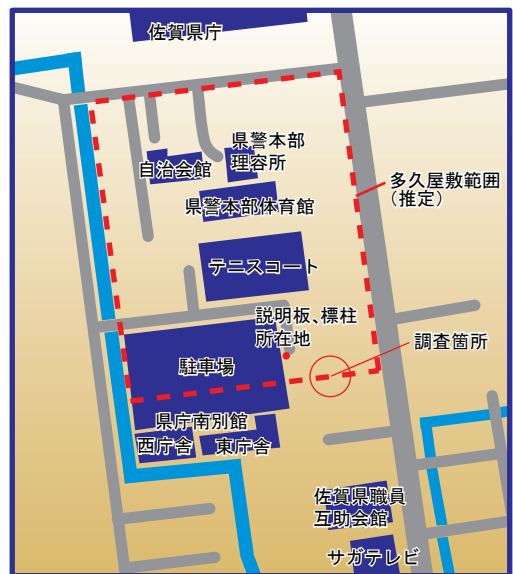 佐賀県庁
県警本部
理容所
自治会館
多久屋敷範囲
（推定）
県警本部体育館
テニスコート
説明板、標柱
所在地
調査箇所
駐車場
県庁南別館
西庁舎
東庁舎
佐賀県職員
互助会館
サガテレビ